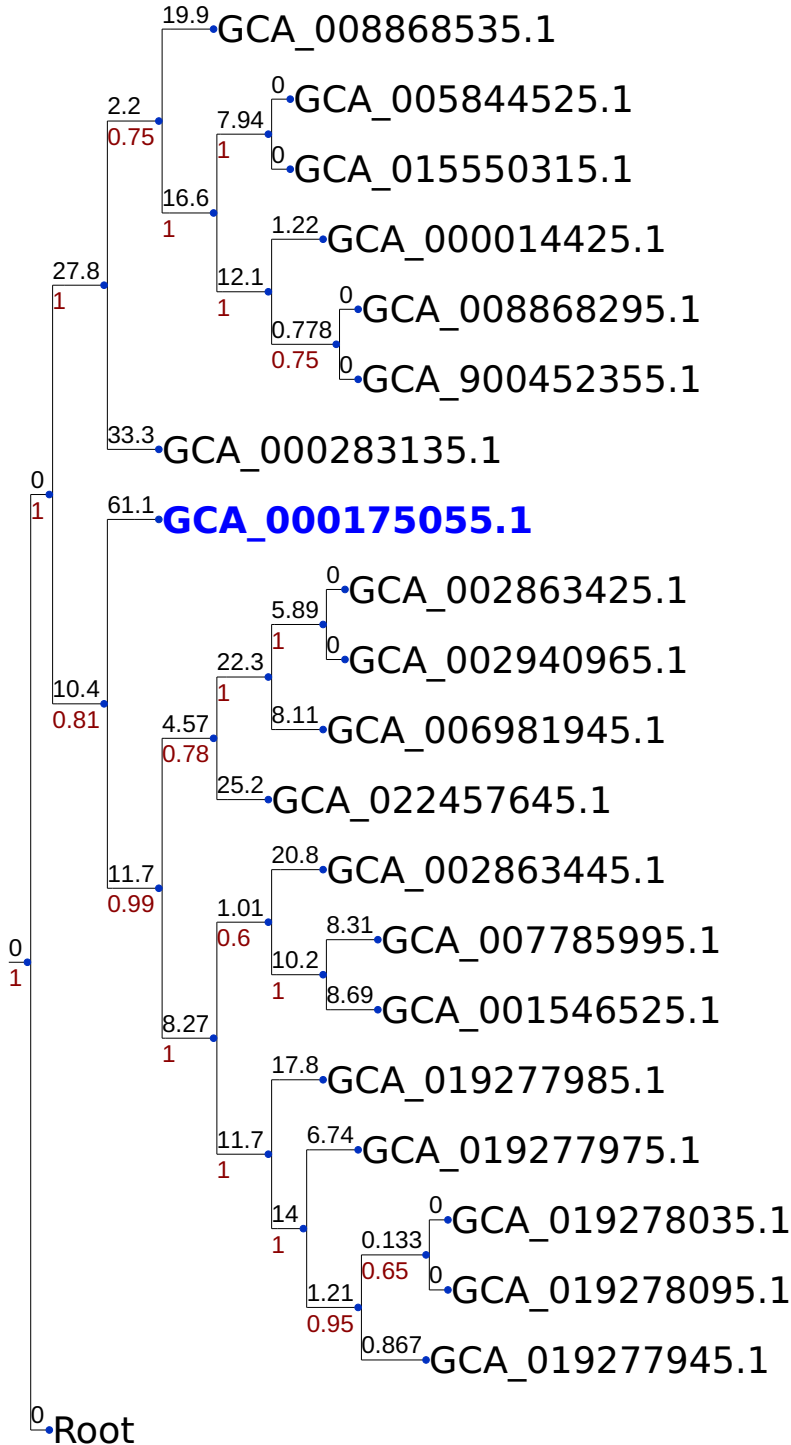 19.9
GCA_008868535.1
0
GCA_005844525.1
2.2
0.75
7.94
1
0
GCA_015550315.1
16.6
1
1.22
GCA_000014425.1
27.8
1
12.1
1
0
GCA_008868295.1
0.778
0.75
0
GCA_900452355.1
33.3
GCA_000283135.1
0
1
61.1
GCA_000175055.1
0
GCA_002863425.1
5.89
1
0
GCA_002940965.1
22.3
1
10.4
0.81
8.11
GCA_006981945.1
4.57
0.78
25.2
GCA_022457645.1
11.7
0.99
20.8
GCA_002863445.1
1.01
0.6
8.31
GCA_007785995.1
0
1
10.2
1
8.69
GCA_001546525.1
8.27
1
17.8
GCA_019277985.1
11.7
1
6.74
GCA_019277975.1
14
1
0
GCA_019278035.1
0.133
0.65
0
GCA_019278095.1
1.21
0.95
0.867
GCA_019277945.1
0
Root